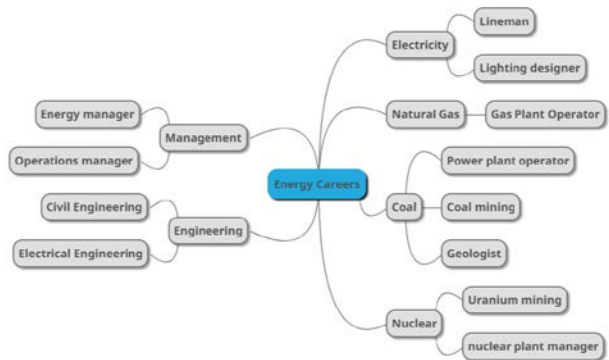 Lineman
Electricity
Lighting designer
Energy manager
Natural Gas
Gas Plant Operator
Management
Operations manager
Power plant operator
Energy Careers
Civil Engineering
Coal
Coal mining
Engineering
Electrical Engineering
Geologist
Uranium mining
Nuclear
nuclear plant manager